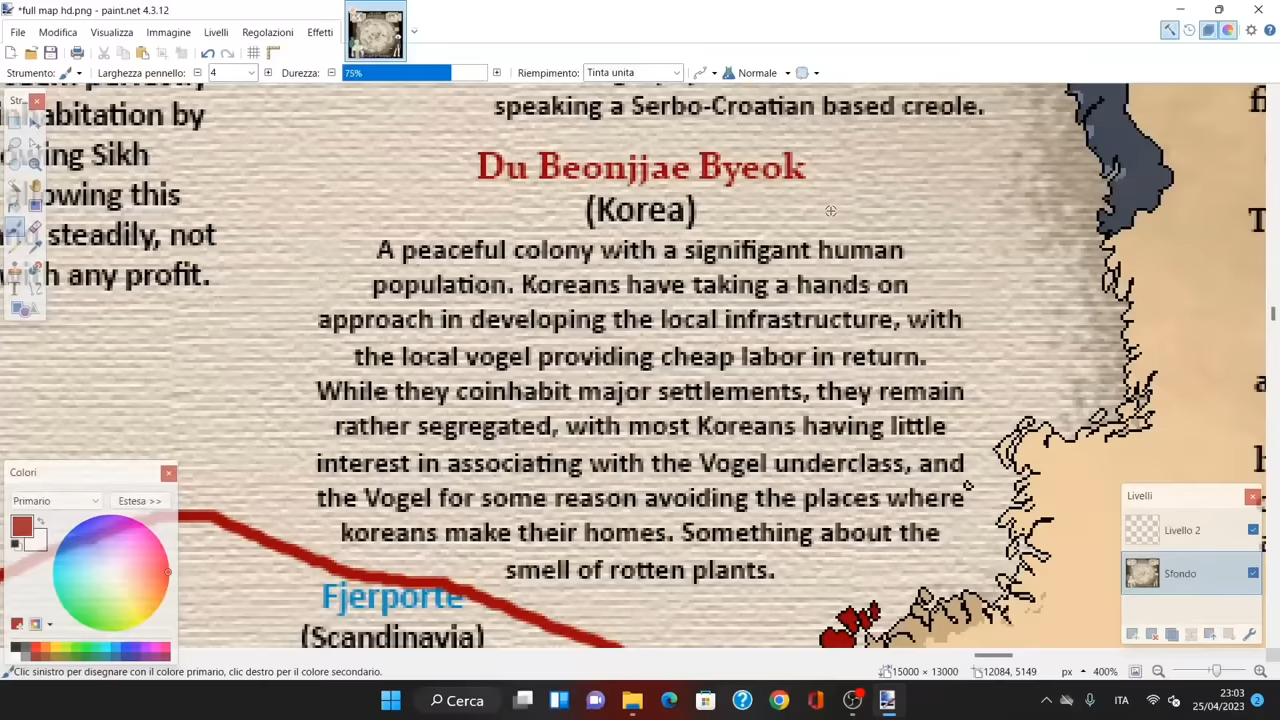 *full map hd.png - paint.net 4.3.12
File Modifica Visualizza Immagine Livelli Regolazioni Effetti
Strumento: Larghezza pennello: 4 Durezza: 75% Riempimento: Tinta unita Normale
speaking a Serbo-Croatian based creole.
abitation by
Sikh
owing this
steadily, not
any profit.
Du Beonjjae Byeok
(Korea)
A peaceful colony with a signifigant human
population. Koreans have taking a hands on
approach in developing the local infrastructure, with
the local vogel providing cheap labor in return.
While they coinhabit major settlements, they remain
rather segregated, with most Koreans having little
interest in associating with the Vogel underclass, and
the Vogel for some reason avoiding the places where
koreans make their homes. Something about the
smell of rotten plants.
Fjerporte
(Scandinavia)
Str...
Colori
Primario
Estesa >>
Livelli
Livello 2
Sfondo
Clic sinistro per disegnare con il colore primario, clic destro per il colore secondario.
15000 × 13000 12084, 5149 px 400%
Cerca
ITA
23:03
25/04/2023